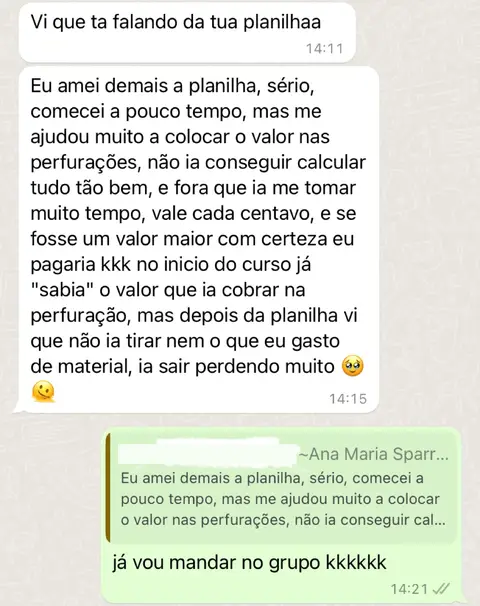 Vi que ta falando da tua planilhaa
14:11
Eu amei demais a planilha, sério,
comecei a pouco tempo, mas me
ajudou muito a colocar o valor nas
perfurações, não ia conseguir calcular
tudo tão bem, e fora que ia me tomar
muito tempo, vale cada centavo, e se
fosse um valor maior com certeza eu
pagaria kkk no inicio do curso já
"sabia" o valor que ia cobrar na
perfuração, mas depois da planilha vi
que não ia tirar nem o que eu gasto
de material, ia sair perdendo muito 🥹
🫠
14:15
~Ana Maria Sparr...
Eu amei demais a planilha, sério, comecei a
pouco tempo, mas me ajudou muito a colocar
o valor nas perfurações, não ia conseguir cal...
já vou mandar no grupo kkkkkk
14:21